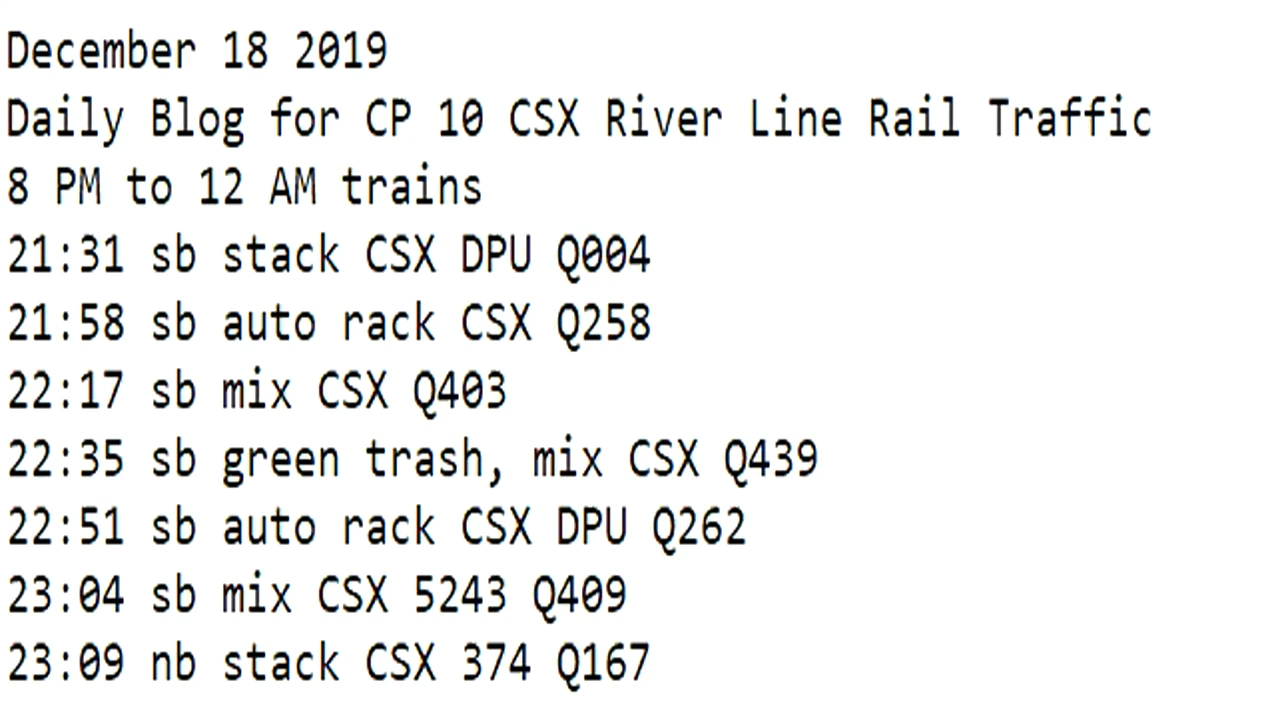 December 18 2019
Daily Blog for CP 10 CSX River Line Rail Traffic
8 PM to 12 AM trains
21:31 sb stack CSX DPU Q004
21:58 sb auto rack CSX Q258
22:17 sb mix CSX Q403
22:35 sb green trash, mix CSX Q439
22:51 sb auto rack CSX DPU Q262
23:04 sb mix CSX 5243 Q409
23:09 nb stack CSX 374 Q167